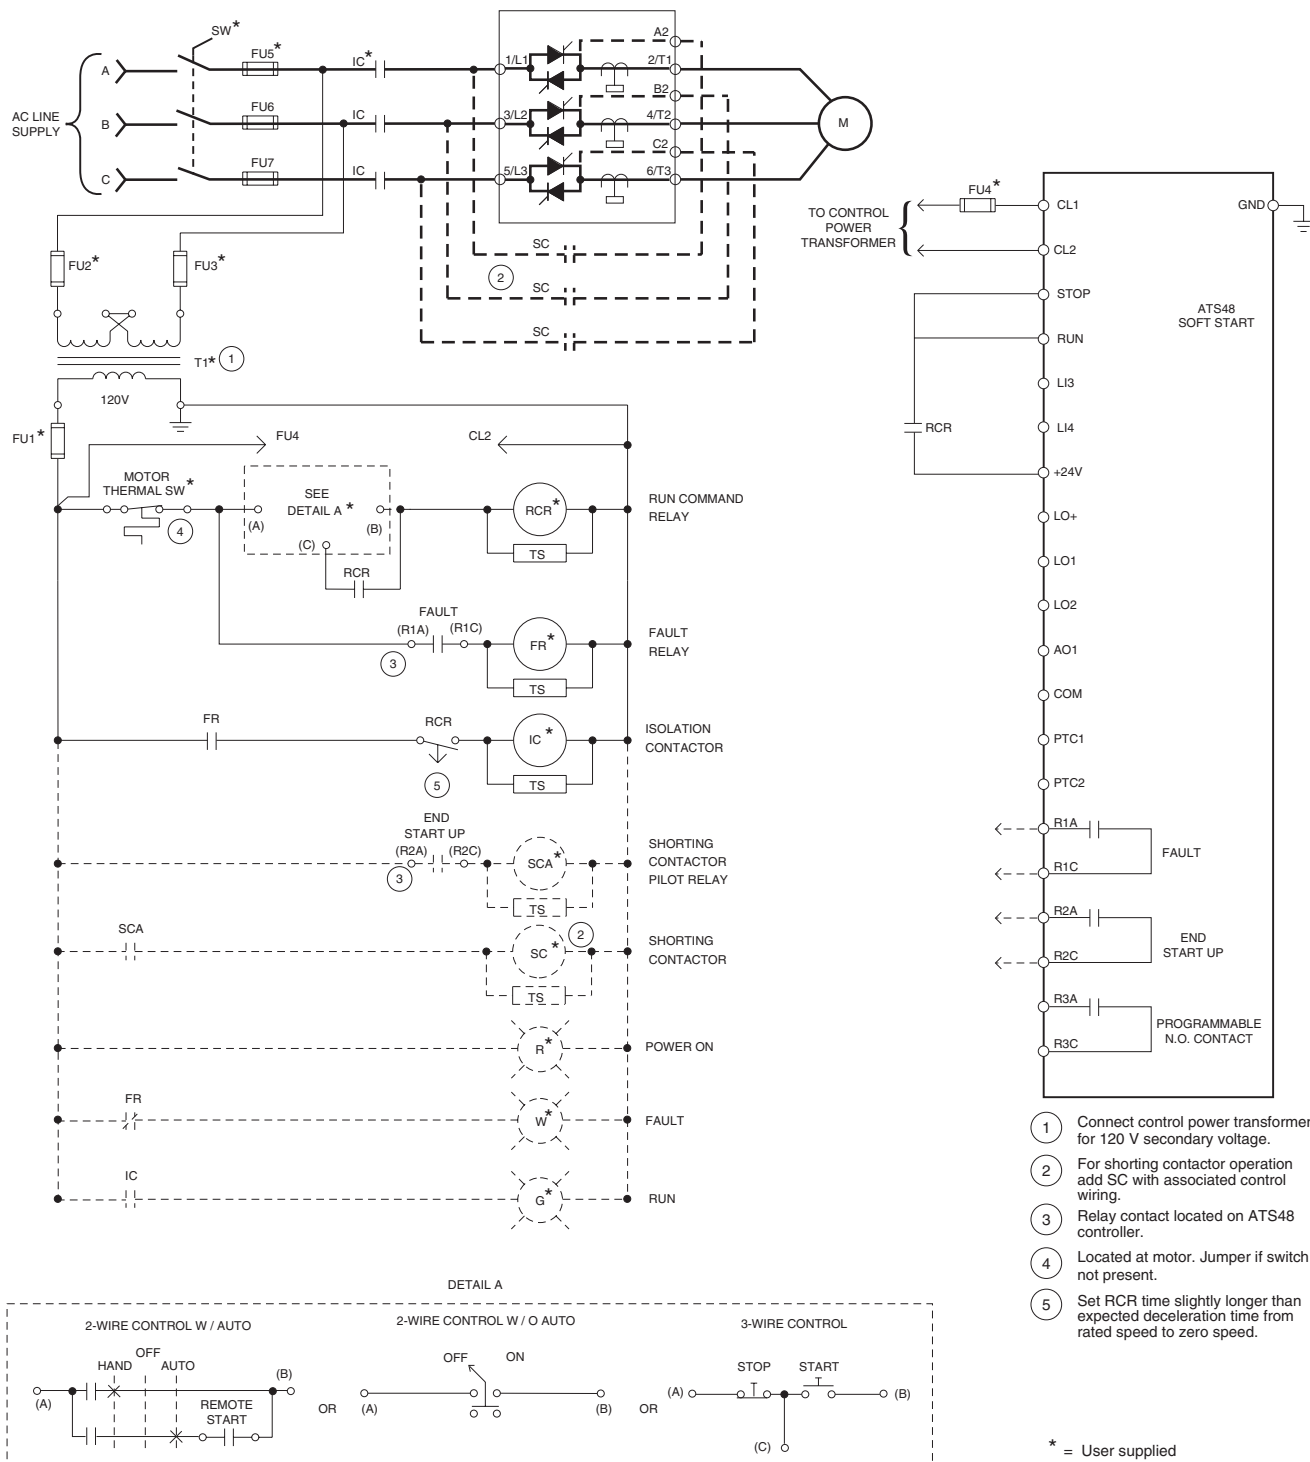 SW*
FU5*
IC*
A2
1/L1
2/T1
A
B2
AC LINE
SUPPLY
B
FU6
IC
3/L2
4/T2
M
C2
C
FU7
IC
5/L3
6/T3
SC
2
SC
SC
FU2*
FU3*
T1*
1
120V
FU1*
FU4
CL2
MOTOR
THERMAL SW*
4
SEE
DETAIL A*
(A)
(B)
(C)
RCR
RCR*
TS
RUN COMMAND
RELAY
FAULT
(R1A)
(R1C)
3
FR*
TS
FAULT
RELAY
FR
RCR
5
IC*
TS
ISOLATION
CONTACTOR
END
START UP
(R2A)
(R2C)
3
SCA*
TS
SHORTING
CONTACTOR
PILOT RELAY
SCA
SC*
2
TS
SHORTING
CONTACTOR
R*
POWER ON
FR
W*
FAULT
IC
G*
RUN
TO CONTROL
POWER
TRANSFORMER
FU4*
CL1
GND
CL2
STOP
ATS48
SOFT START
RUN
LI3
RCR
LI4
+24V
LO+
LO1
LO2
AO1
COM
PTC1
PTC2
R1A
FAULT
R1C
R2A
END
START UP
R2C
R3A
PROGRAMMABLE
N.O. CONTACT
R3C
1 Connect control power transformer
for 120 V secondary voltage.
2 For shorting contactor operation
add SC with associated control
wiring.
3 Relay contact located on ATS48
controller.
4 Located at motor. Jumper if switch
not present.
5 Set RCR time slightly longer than
expected deceleration time from
rated speed to zero speed.
DETAIL A
2-WIRE CONTROL W / AUTO
OFF
HAND
AUTO
(A)
(B)
REMOTE
START
OR
2-WIRE CONTROL W / O AUTO
OFF
ON
(A)
(B)
OR
3-WIRE CONTROL
STOP
START
(A)
(B)
(C)
* = User supplied